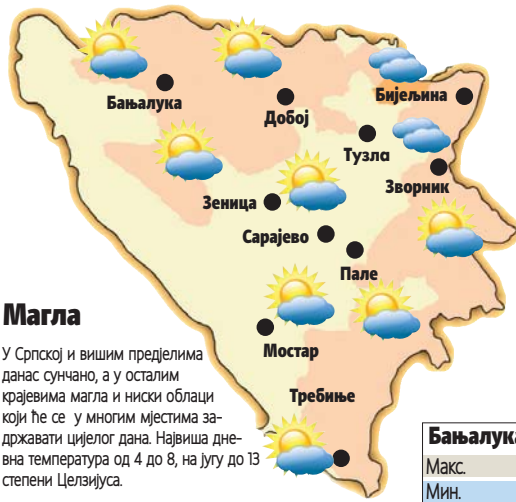 Бањалука
Добој
Бијељина
Тузла
Зворник
Зеница
Сарајево
Пале
Мостар
Требиње
Магла
У Српској и вишим предјелима
данас сунчано, а у осталим
крајевима магла и ниски облаци
који ће се у многим мјестима за-
државати цијелог дана. Највиша дне-
вна температура од 4 до 8, на југу до 13
степени Целзијуса.
Бањалука
Макс.
Мин.